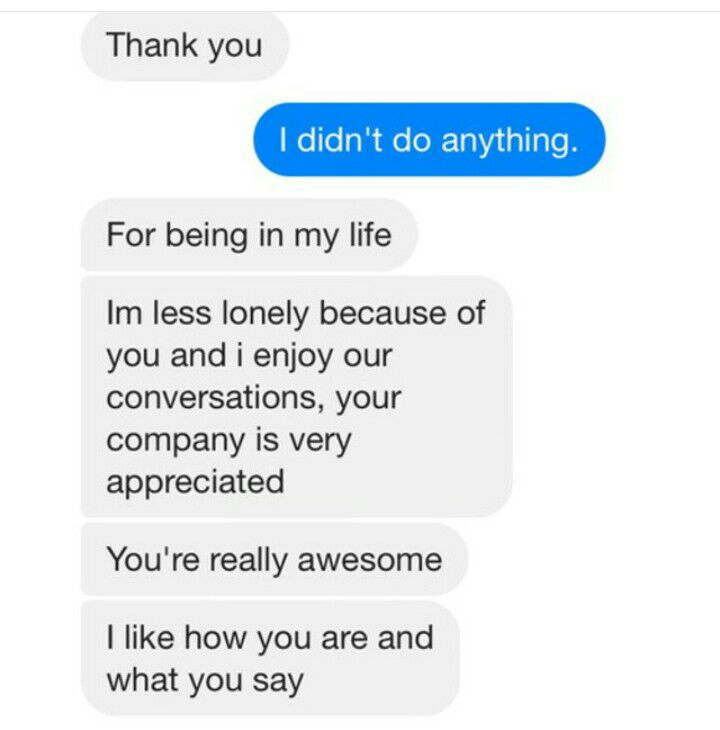 Thank you
I didn't do anything.
For being in my life
Im less lonely because of
you and i enjoy our
conversations, your
company is very
appreciated
You're really awesome
I like how you are and
what you say